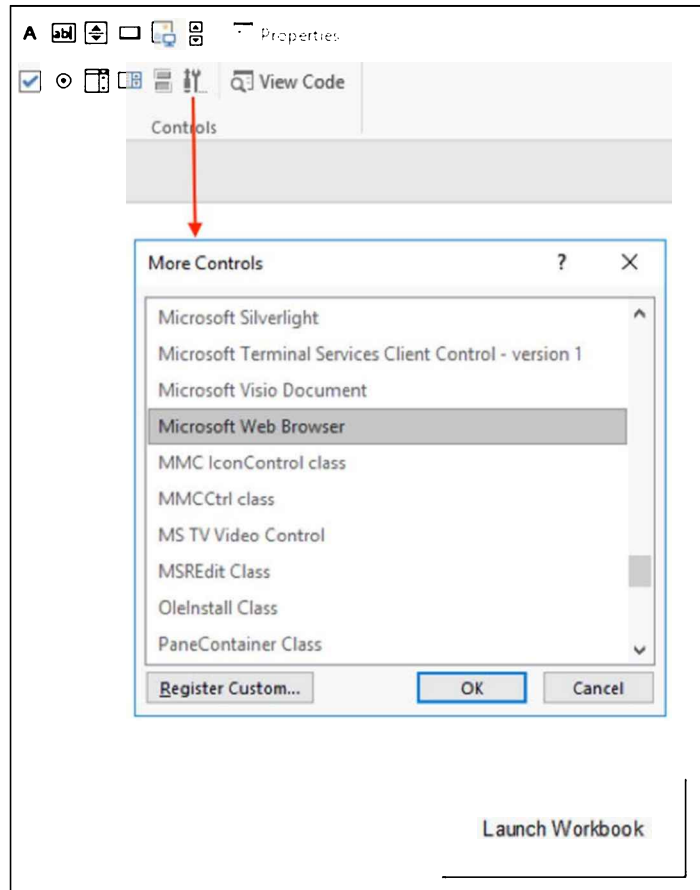 A abl Properties
View Code
Controls
More Controls ?
Microsoft Silverlight
Microsoft Terminal Services Client Control - version 1
Microsoft Visio Document
Microsoft Web Browser
MMC IconControl class
MMCCtrl class
MS TV Video Control
MSREdit Class
OleInstall Class
PaneContainer Class
Register Custom... OK Cancel
Launch Workbook